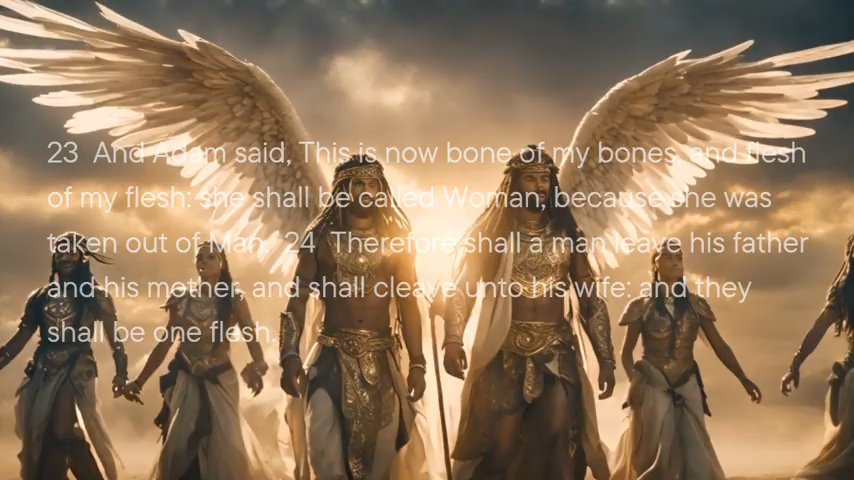 23 And Adam said, This is now bone of my bones, and flesh
of my flesh: she shall be called Woman, because she was
taken out of Man. 24 Therefore shall a man leave his father
and his mother, and shall cleave unto his wife: and they
shall be one flesh.